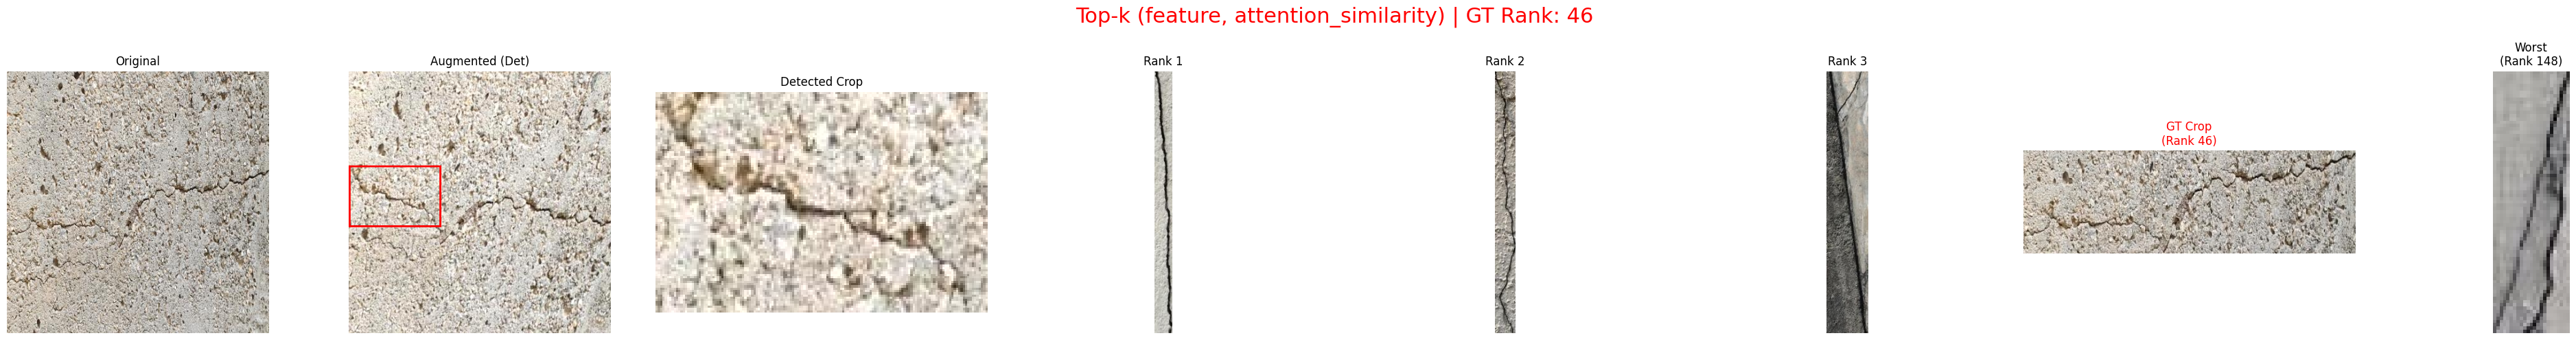 Top-k (feature, attention_similarity) | GT Rank: 46
Original
Augmented (Det)
Detected Crop
Rank 1
Rank 2
Rank 3
GT Crop
(Rank 46)
Worst
(Rank 148)